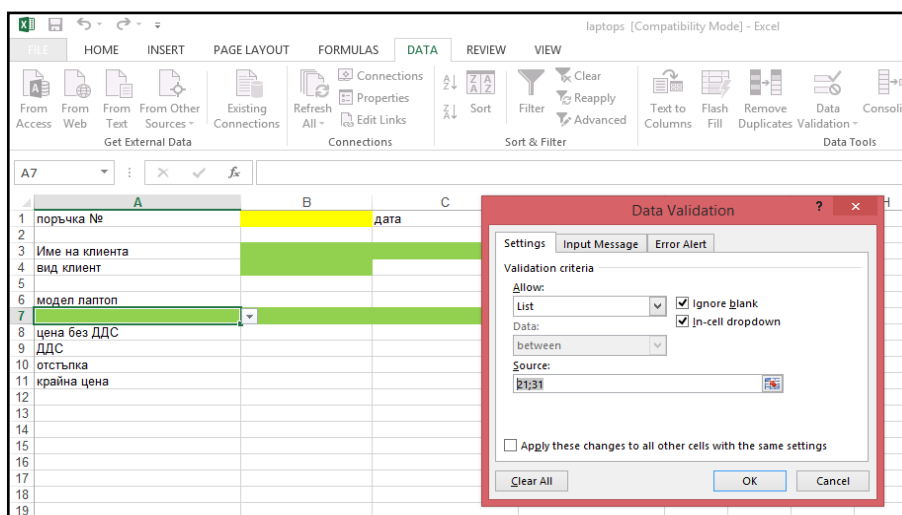 laptops [Compatibility Mode] - Excel
FILE HOME INSERT PAGE LAYOUT FORMULAS DATA REVIEW VIEW
From Access From Web From Text From Other Sources Existing Connections Refresh All Connections Properties Edit Links Sort Filter Clear Reapply Advanced Text to Columns Flash Fill Remove Duplicates Data Validation Consoli
Get External Data Connections Sort & Filter Data Tools
A7 fx
A B C H
1 поръчка № дата
2
3 Име на клиента
4 вид клиент
5
6 модел лаптоп
7
8 цена без ДДС
9 ДДС
10 отстъпка
11 крайна цена
12
13
14
15
16
17
18
19
Data Validation ?
Settings Input Message Error Alert
Validation criteria
Allow:
List Ignore blank
In-cell dropdown
Data:
between
Source:
21;31
Apply these changes to all other cells with the same settings
Clear All OK Cancel